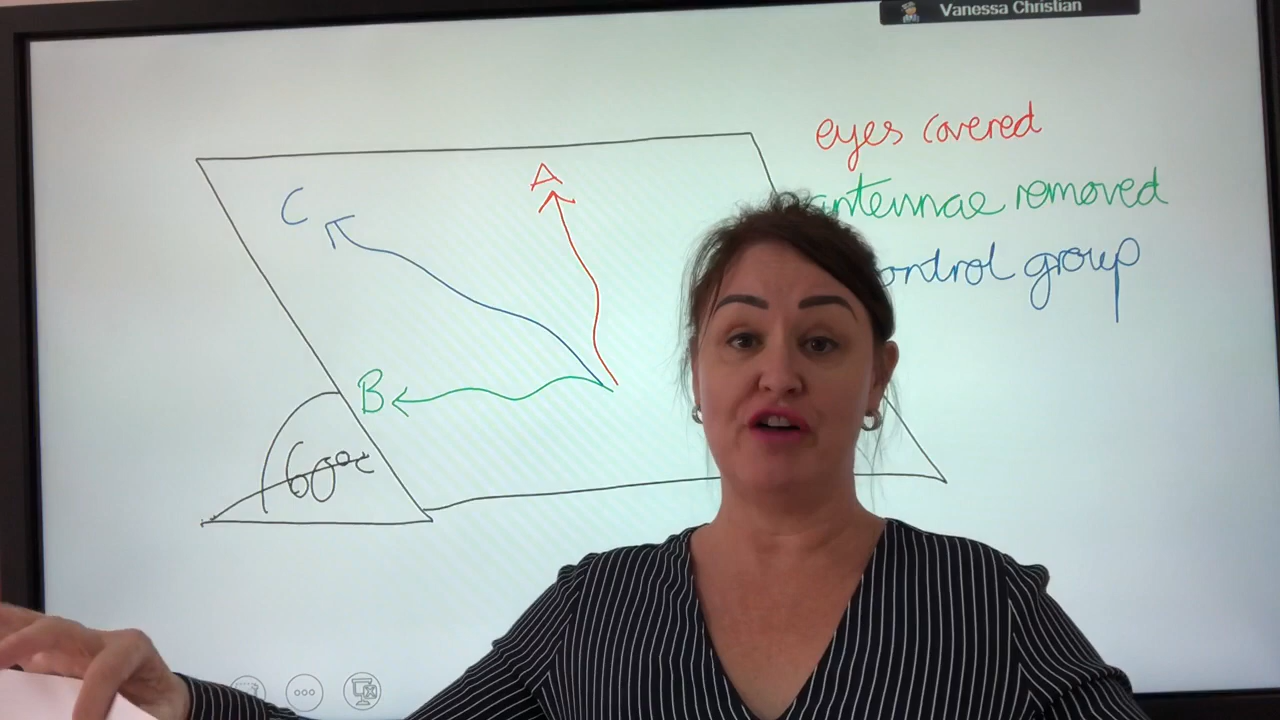 Vanessa Christian
eyes covered
antennae removed
control group
A
C
B
60°